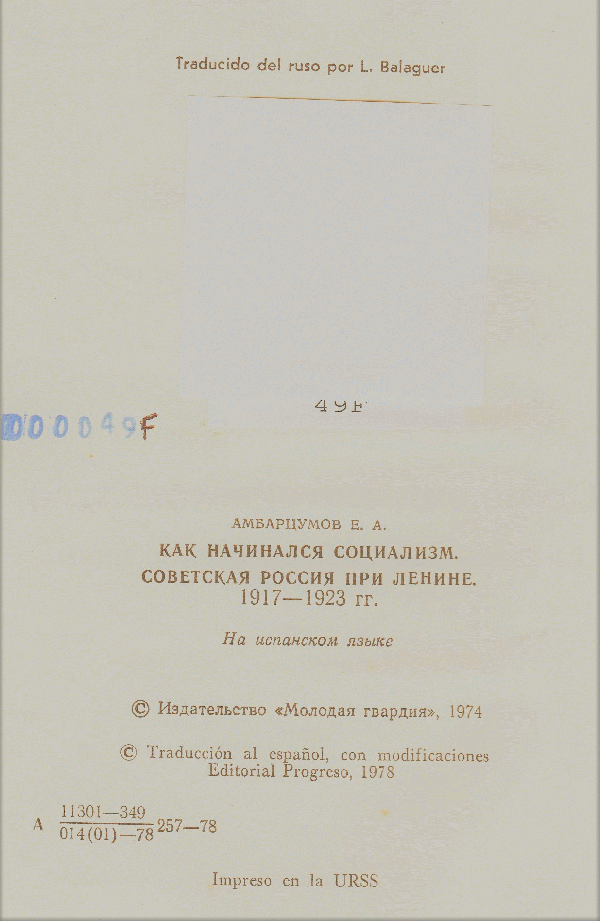 Traducido del ruso por L. Balaguer
49F
000049F
АМБАРЦУМОВ Е. А.
КАК НАЧИНАЛСЯ СОЦИАЛИЗМ.
СОВЕТСКАЯ РОССИЯ ПРИ ЛЕНИНЕ.
1917—1923 гг.
На испанском языке
© Издательство «Молодая гвардия», 1974
© Traducción al español, con modificaciones
Editorial Progreso, 1978
11301—349
А 014(01)—78 257—78
Impreso en la URSS